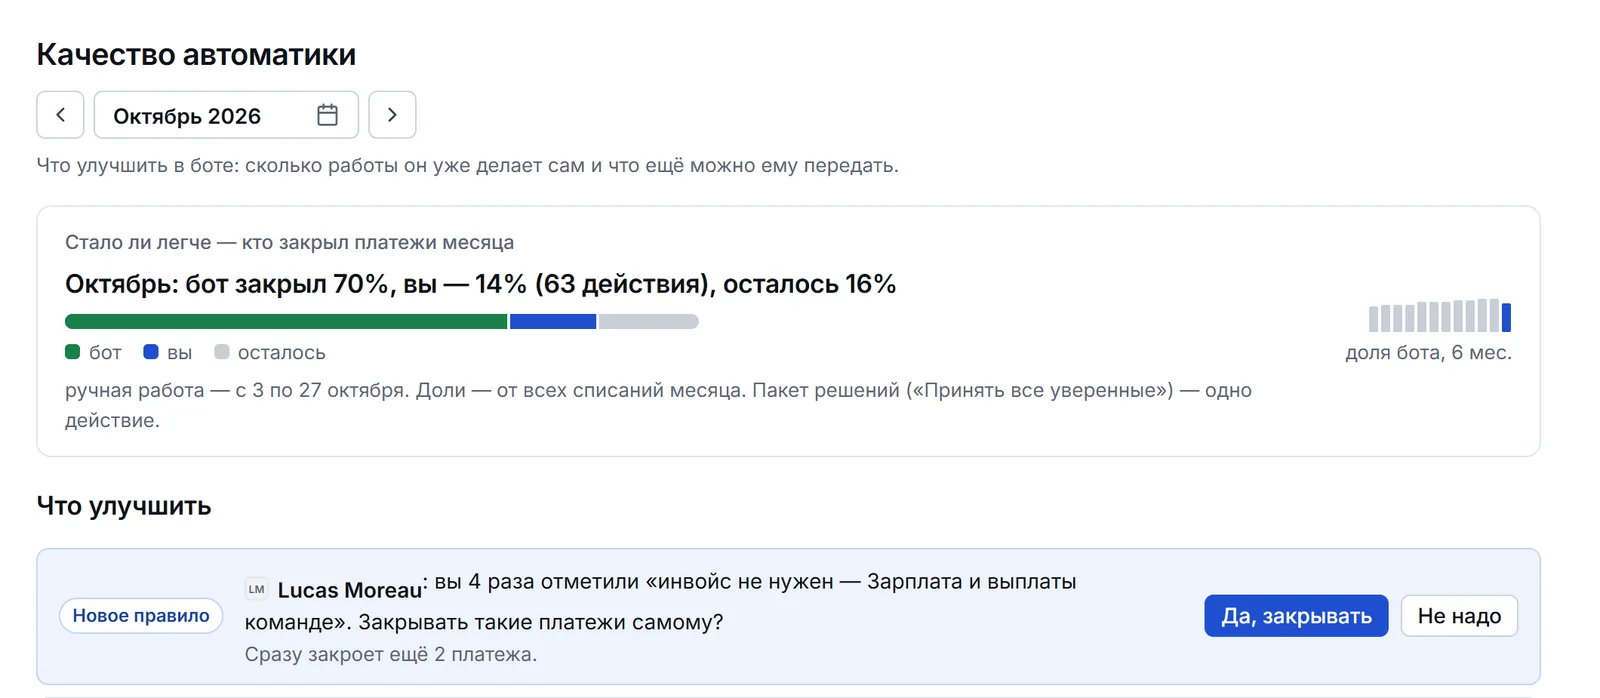 Качество автоматики
Октябрь 2026
Что улучшить в боте: сколько работы он уже делает сам и что ещё можно ему передать.
Стало ли легче — кто закрыл платежи месяца
Октябрь: бот закрыл 70%, вы — 14% (63 действия), осталось 16%
бот вы осталось
доля бота, 6 мес.
ручная работа — с 3 по 27 октября. Доли — от всех списаний месяца. Пакет решений («Принять все уверенные») — одно
действие.
Что улучшить
Новое правило
LM Lucas Moreau: вы 4 раза отметили «инвойс не нужен — Зарплата и выплаты
команде». Закрывать такие платежи самому?
Сразу закроет ещё 2 платежа.
Да, закрывать
Не надо